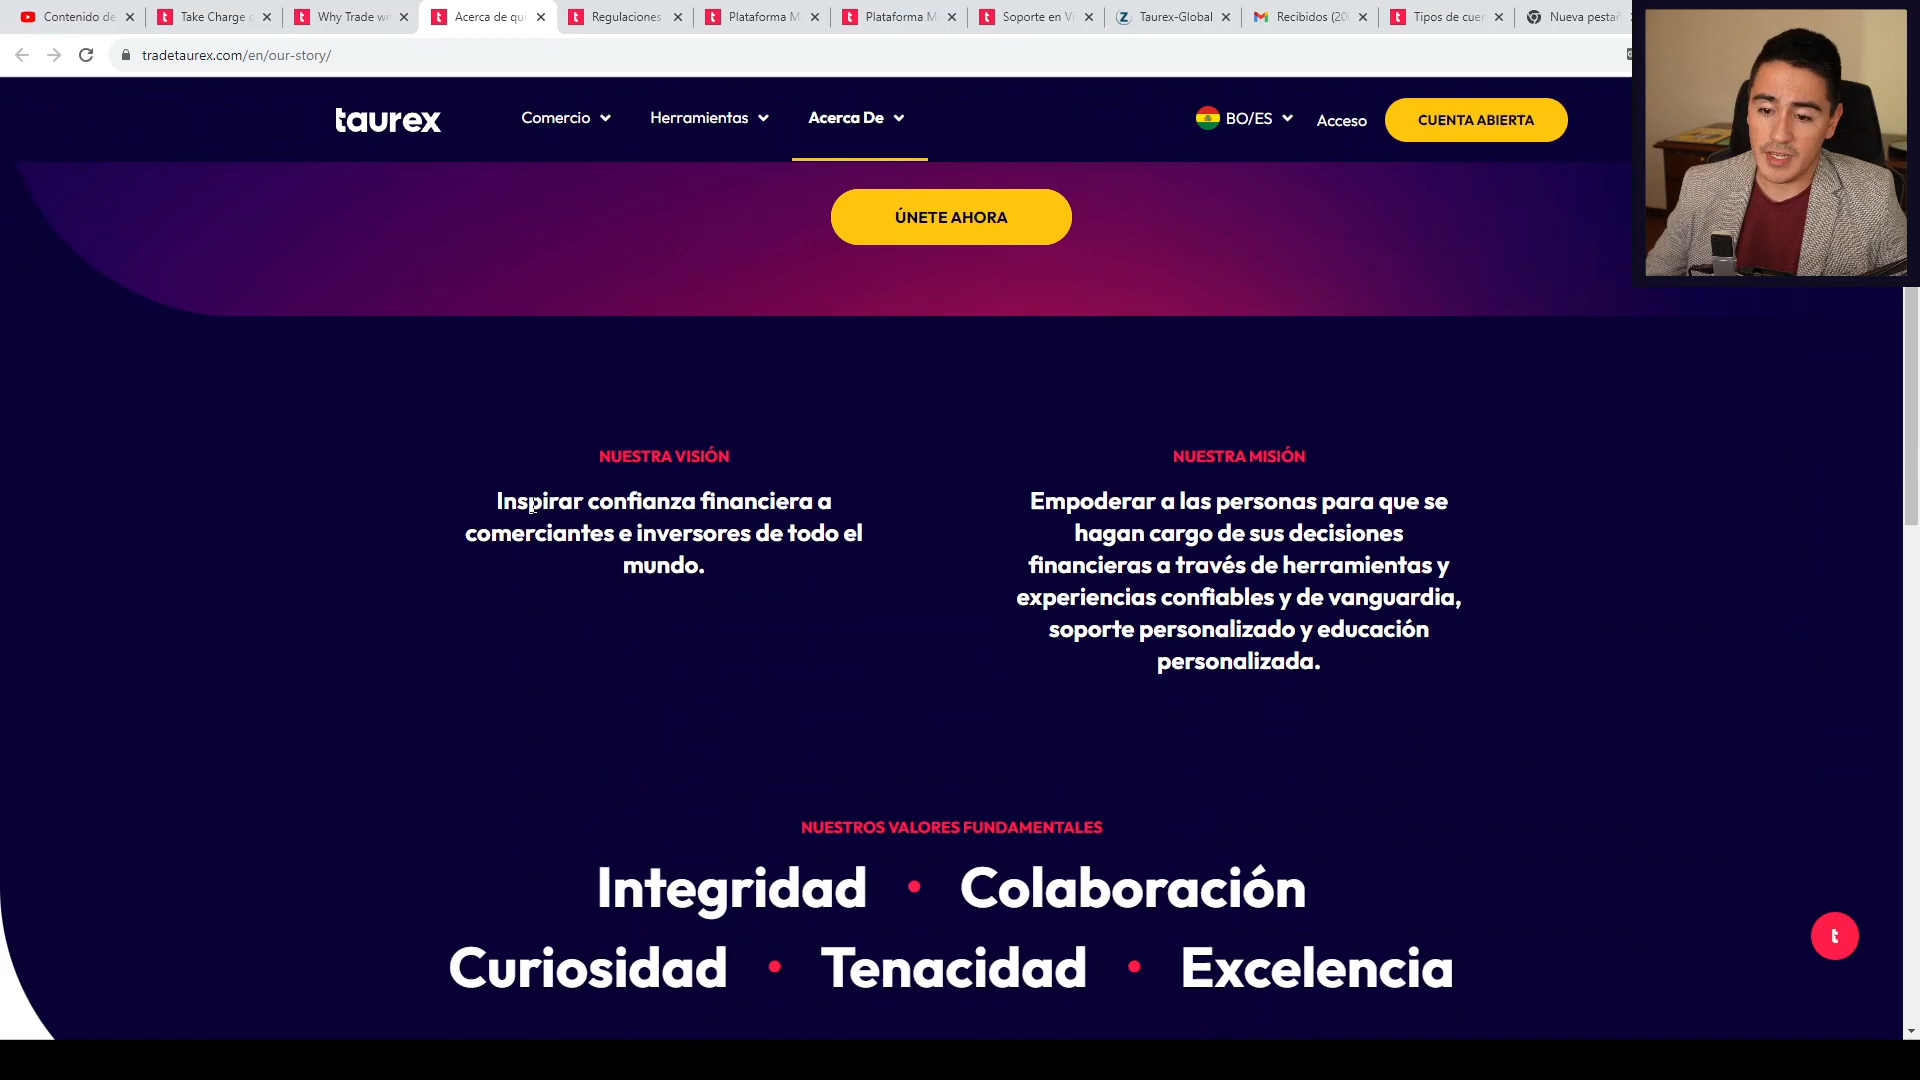 Contenido de
Take Charge o
Why Trade wi
Acerca de qui
Regulaciones
Plataforma M
Plataforma M
Soporte en Vi
Taurex-Global
Recibidos (20
Tipos de cuen
Nueva pestañ
tradetaurex.com/en/our-story/
taurex
Comercio
Herramientas
Acerca De
BO/ES
Acceso
CUENTA ABIERTA
ÚNETE AHORA
NUESTRA VISIÓN
Inspirar confianza financiera a
comerciantes e inversores de todo el
mundo.
NUESTRA MISIÓN
Empoderar a las personas para que se
hagan cargo de sus decisiones
financieras a través de herramientas y
experiencias confiables y de vanguardia,
soporte personalizado y educación
personalizada.
NUESTROS VALORES FUNDAMENTALES
Integridad • Colaboración
Curiosidad • Tenacidad • Excelencia
t